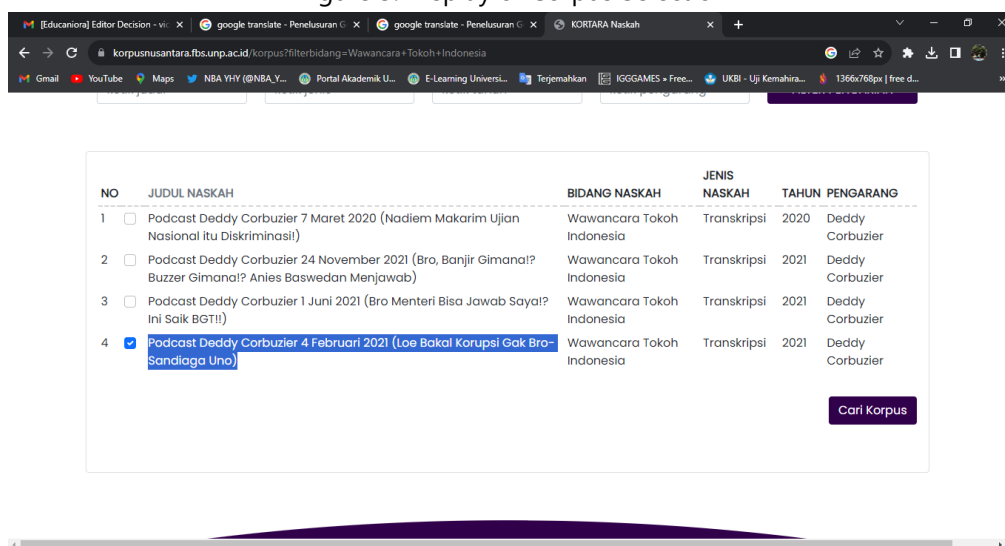 [Educaniora] Editor Decision - vic
google translate - Penelusuran G
google translate - Penelusuran G
KORTARA Naskah
korpusnusantara.fbs.unp.ac.id/korpus?filterbidang=Wawancara+Tokoh+Indonesia
Gmail YouTube Maps NBA YHY (@NBA_Y... Portal Akademik U... E-Learning Universi... Terjemahkan IGGGAMES » Free... UKBI - Uji Kemahira... 1366x768px | free d...
NO JUDUL NASKAH BIDANG NASKAH JENIS NASKAH TAHUN PENGARANG
1 Podcast Deddy Corbuzier 7 Maret 2020 (Nadiem Makarim Ujian Wawancara Tokoh Transkripsi 2020 Deddy
Nasional itu Diskriminasi!) Indonesia Corbuzier
2 Podcast Deddy Corbuzier 24 November 2021 (Bro, Banjir Gimana!? Wawancara Tokoh Transkripsi 2021 Deddy
Buzzer Gimana!? Anies Baswedan Menjawab) Indonesia Corbuzier
3 Podcast Deddy Corbuzier 1 Juni 2021 (Bro Menteri Bisa Jawab Saya!? Wawancara Tokoh Transkripsi 2021 Deddy
Ini Saik BGT!!) Indonesia Corbuzier
4 Podcast Deddy Corbuzier 4 Februari 2021 (Loe Bakal Korupsi Gak Bro- Wawancara Tokoh Transkripsi 2021 Deddy
Sandiaga Uno) Indonesia Corbuzier
Cari Korpus